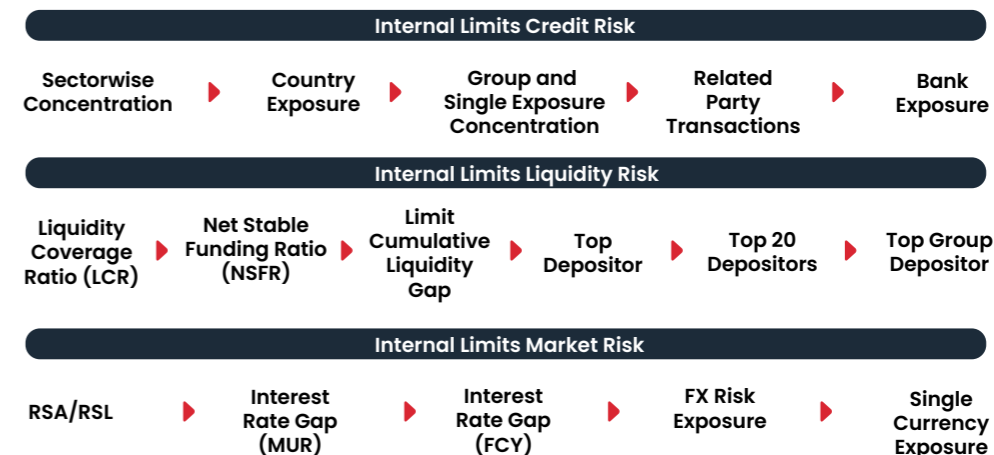 Internal Limits Credit Risk
Sectorwise
Concentration
Country
Exposure
Group and
Single Exposure
Concentration
Related
Party
Transactions
Bank
Exposure
Internal Limits Liquidity Risk
Liquidity
Coverage
Ratio (LCR)
Net Stable
Funding Ratio
(NSFR)
Limit
Cumulative
Liquidity
Gap
Top
Depositor
Top 20
Depositors
Top Group
Depositor
Internal Limits Market Risk
RSA/RSL
Interest
Rate Gap
(MUR)
Interest
Rate Gap
(FCY)
FX Risk
Exposure
Single
Currency
Exposure